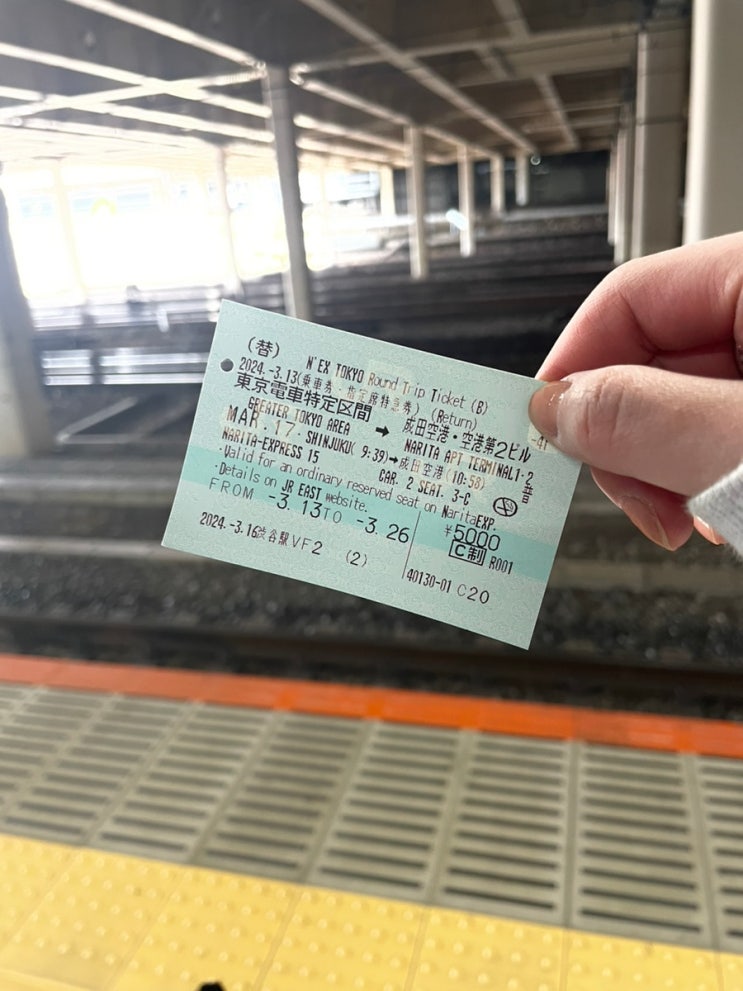 (替) N'EX TOKYO Round Trip Ticket (B)
2024.-3.13(乗車券・指定席特急券) (Return)
東京電車特定区間 → 成田空港・空港第2ビル
GREATER TOKYO AREA NARITA APT TERMINAL1・2
MAR.17. SHINJUKU( 9:39)→成田空港(10:58)
NARITA-EXPRESS 15 CAR. 2 SEAT. 3-C
・Valid for an ordinary reserved seat on NaritaEXP.
・Details on JR EAST website.
FROM -3.13TO -3.26 ¥5000
C制 R001
2024.-3.16渋谷駅VF2 (2) 40130-01 C20